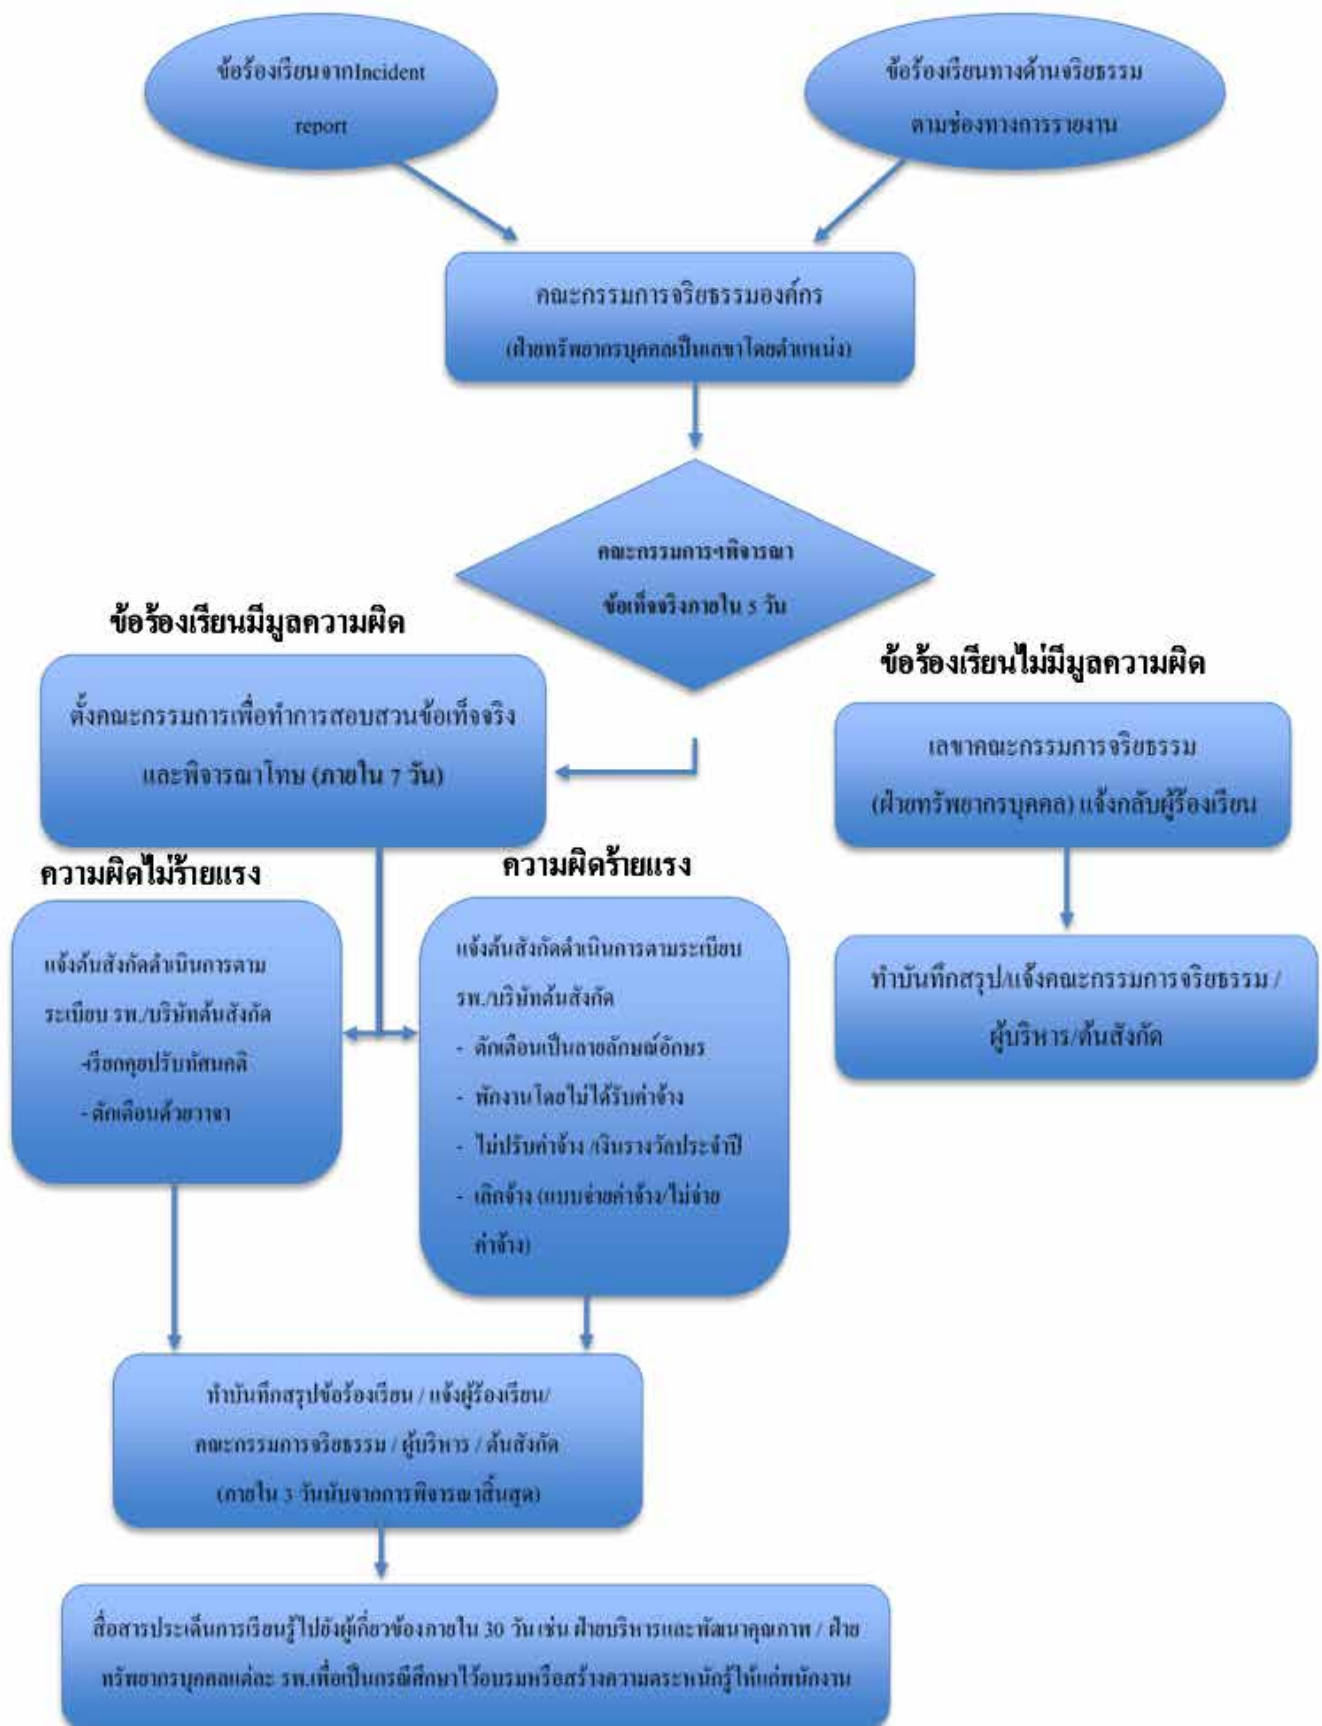 ข้อร้องเรียนจากIncident
report
ข้อร้องเรียนทางด้านจริยธรรม
ตามช่องทางการรายงาน
คณะกรรมการจริยธรรมองค์กร
(ฝ่ายทรัพยากรบุคคลเป็นเลขาโดยตำแหน่ง)
คณะกรรมการฯพิจารณา
ข้อเท็จจริงภายใน 5 วัน
ข้อร้องเรียนมีมูลความผิด
ตั้งคณะกรรมการเพื่อทำการสอบสวนข้อเท็จจริง
และพิจารณาโทษ (ภายใน 7 วัน)
ข้อร้องเรียนไม่มีมูลความผิด
เลขาคณะกรรมการจริยธรรม
(ฝ่ายทรัพยากรบุคคล) แจ้งกลับผู้ร้องเรียน
ทำบันทึกสรุป/แจ้งคณะกรรมการจริยธรรม /
ผู้บริหาร/ต้นสังกัด
ความผิดไม่ร้ายแรง
แจ้งต้นสังกัดดำเนินการตาม
ระเบียบ รพ./บริษัทต้นสังกัด
-เรียกคุยปรับทัศนคติ
- ตักเตือนด้วยวาจา
ความผิดร้ายแรง
แจ้งต้นสังกัดดำเนินการตามระเบียบ
รพ./บริษัทต้นสังกัด
- ตักเตือนเป็นลายลักษณ์อักษร
- พักงานโดยไม่ได้รับค่าจ้าง
- ไม่ปรับค่าจ้าง /เงินรางวัลประจำปี
- เลิกจ้าง (แบบจ่ายค่าจ้าง/ไม่จ่าย
ค่าจ้าง)
ทำบันทึกสรุปข้อร้องเรียน / แจ้งผู้ร้องเรียน/
คณะกรรมการจริยธรรม / ผู้บริหาร / ต้นสังกัด
(ภายใน 3 วันนับจากการพิจารณาสิ้นสุด)
สื่อสารประเด็นการเรียนรู้ไปยังผู้เกี่ยวข้องภายใน 30 วัน เช่น ฝ่ายบริหารและพัฒนาคุณภาพ / ฝ่าย
ทรัพยากรบุคคลแต่ละ รพ.เพื่อเป็นกรณีศึกษาไว้อบรมหรือสร้างความตระหนักรู้ให้แก่พนักงาน